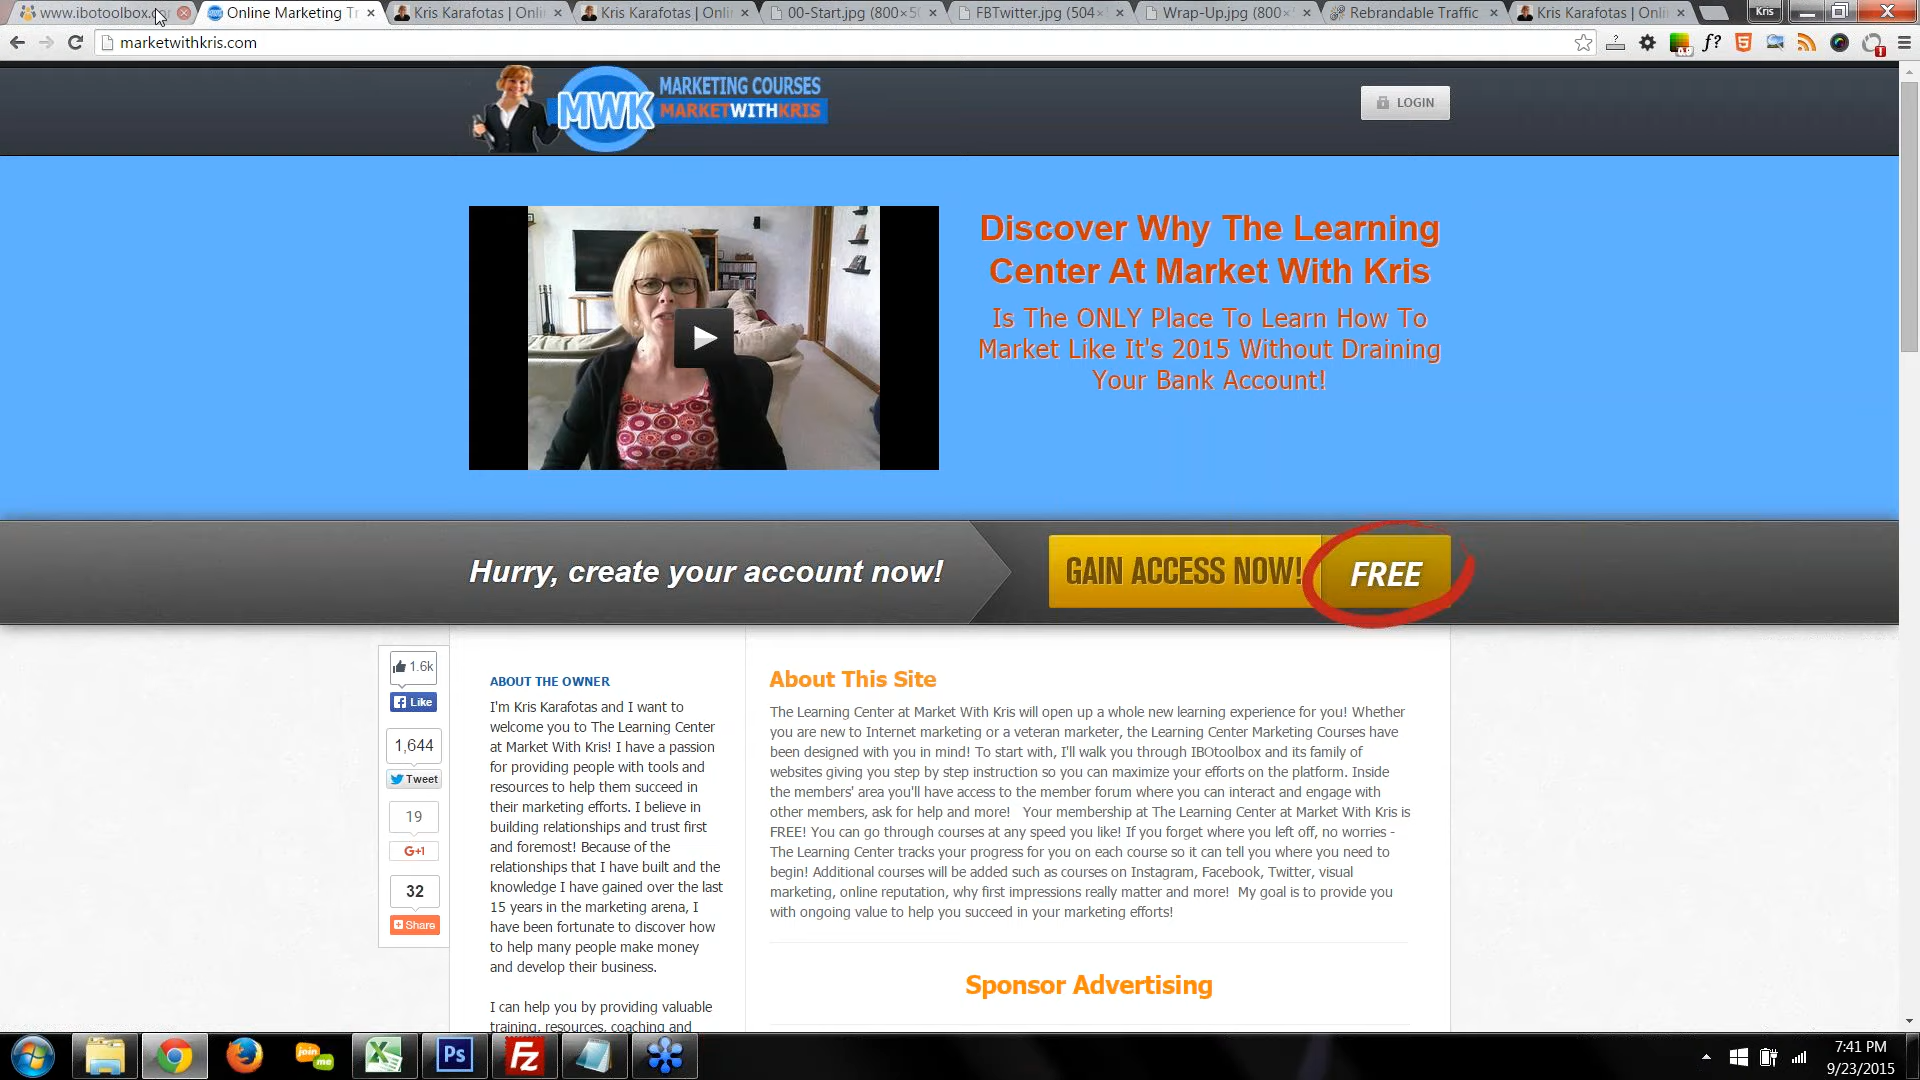 www.ibotoolbox.co
Online Marketing Tr
Kris Karafotas | Onli
Kris Karafotas | Onli
00-Start.jpg (800×5
FBTwitter.jpg (504×
Wrap-Up.jpg (800×
Rebrandable Traffic
Kris Karafotas | Onli
Kris
marketwithkris.com
f?
MWK
MARKETING COURSES
MARKETWITHKRIS
LOGIN
Discover Why The Learning
Center At Market With Kris
Is The ONLY Place To Learn How To
Market Like It's 2015 Without Draining
Your Bank Account!
Hurry, create your account now!
GAIN ACCESS NOW!
FREE
1.6k
Like
1,644
Tweet
19
G+1
32
Share
ABOUT THE OWNER
I'm Kris Karafotas and I want to
welcome you to The Learning Center
at Market With Kris! I have a passion
for providing people with tools and
resources to help them succeed in
their marketing efforts. I believe in
building relationships and trust first
and foremost! Because of the
relationships that I have built and the
knowledge I have gained over the last
15 years in the marketing arena, I
have been fortunate to discover how
to help many people make money
and develop their business.
I can help you by providing valuable
training, resources, coaching and
About This Site
The Learning Center at Market With Kris will open up a whole new learning experience for you! Whether
you are new to Internet marketing or a veteran marketer, the Learning Center Marketing Courses have
been designed with you in mind! To start with, I'll walk you through IBOtoolbox and its family of
websites giving you step by step instruction so you can maximize your efforts on the platform. Inside
the members' area you'll have access to the member forum where you can interact and engage with
other members, ask for help and more! Your membership at The Learning Center at Market With Kris is
FREE! You can go through courses at any speed you like! If you forget where you left off, no worries -
The Learning Center tracks your progress for you on each course so it can tell you where you need to
begin! Additional courses will be added such as courses on Instagram, Facebook, Twitter, visual
marketing, online reputation, why first impressions really matter and more! My goal is to provide you
with ongoing value to help you succeed in your marketing efforts!
Sponsor Advertising
join
me
Ps
Fz
7:41 PM
9/23/2015